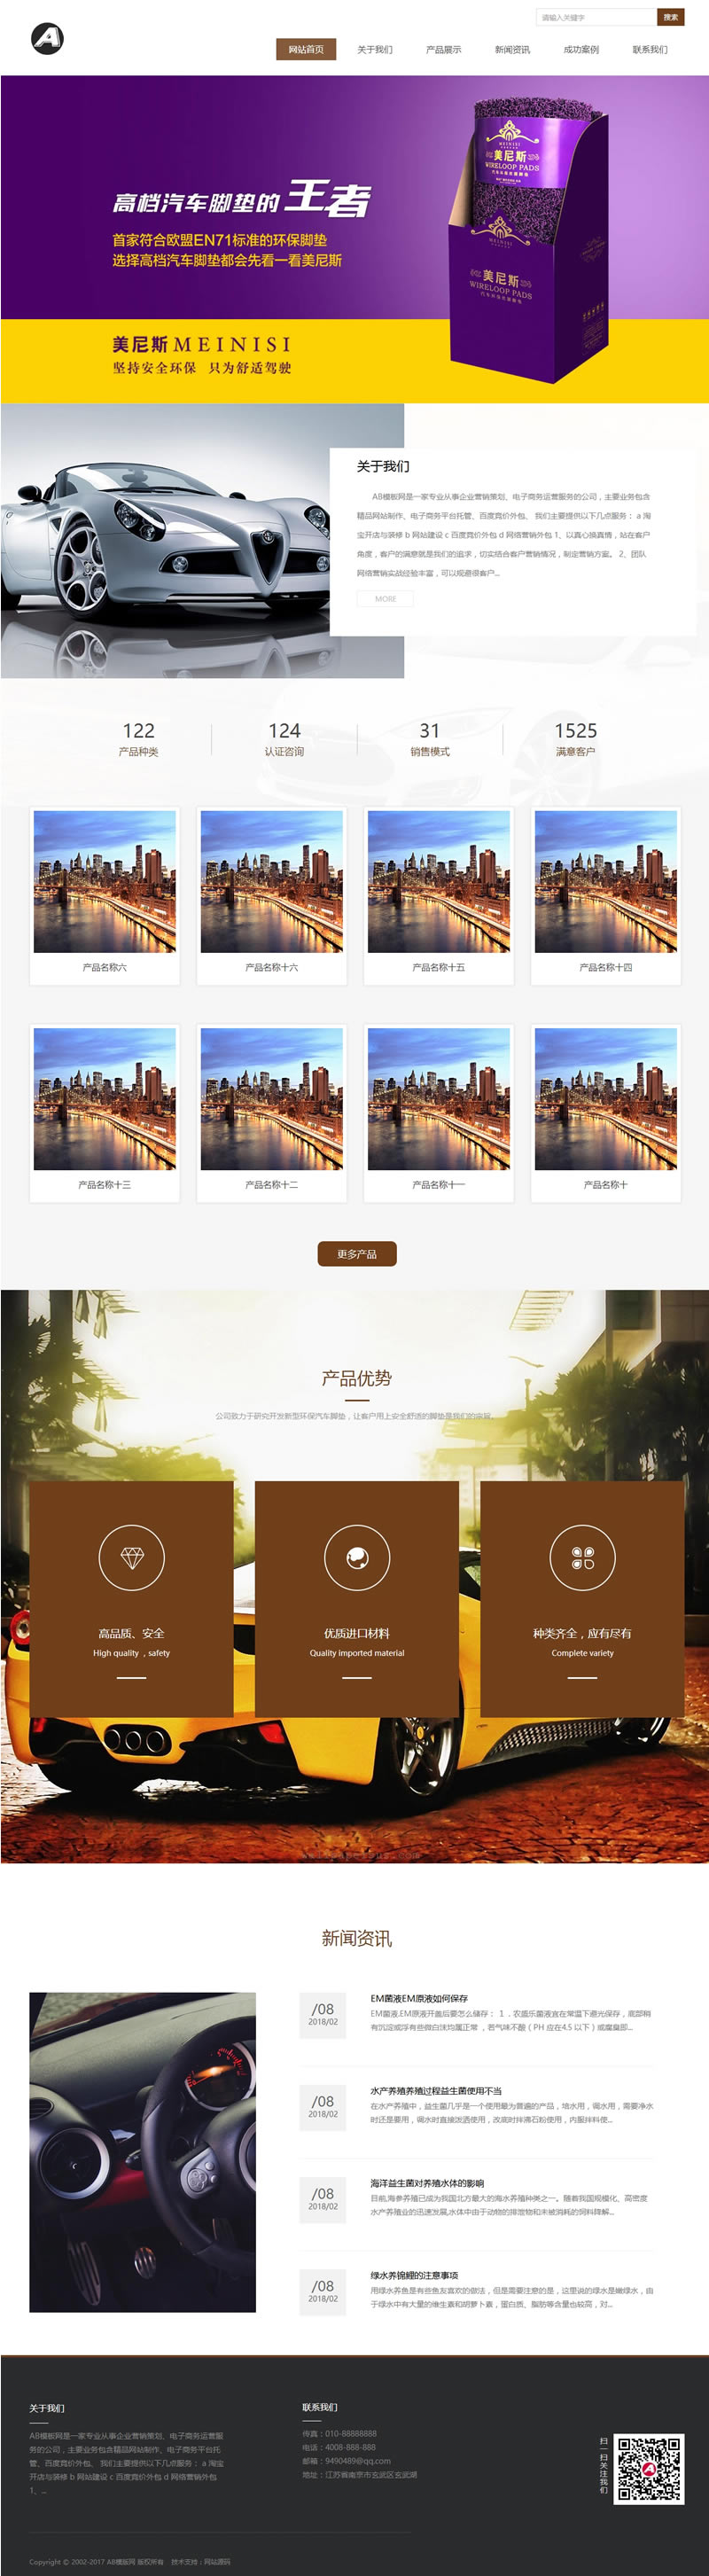 请输入关键字 搜索
网站首页 关于我们 产品展示 新闻资讯 成功案例 联系我们
高档汽车脚垫的王者
首家符合欧盟EN71标准的环保脚垫
选择高档汽车脚垫都会先看一看美尼斯
美尼斯 MEINISI
坚持安全环保 只为舒适驾驶
美尼斯
WIRELOOP PADS
MEINISI
美尼斯
WIRELOOP PADS
关于我们
A8模板网是一家专业从事企业营销策划、电子商务运营服务的公司，主要业务包含
精品网站制作、电子商务平台托管、百度竞价外包、 我们主要提供以下几点服务： a 淘
宝开店与装修 b 网站建设 c 百度竞价外包 d 网络营销外包 1、以真心换真情，站在客户
角度，客户的满意就是我们的追求，切实结合客户营销情况，制定营销方案。 2、团队
网络营销实战经验丰富，可以规避很客户...
MORE
122 124 31 1525
产品种类 认证咨询 销售模式 满意客户
产品名称六 产品名称十六 产品名称十五 产品名称十四
产品名称十三 产品名称十二 产品名称十一 产品名称十
更多产品
产品优势
公司致力于研究开发新型环保汽车脚垫，让客户用上安全舒适的脚垫是我们的宗旨。
高品质、安全 优质进口材料 种类齐全，应有尽有
High quality ，safety Quality imported material Complete variety
新闻资讯
/08
2018/02
EM菌液EM原液如何保存
EM菌液,EM原液开盖后要怎么储存： 1 ．农盛乐菌液宜在常温下避光保存，底部稍
有沉淀或浮有些微白沫均属正常 ，若气味不酸（ PH 应在4.5 以下 ）或腐臭即...
/08
2018/02
水产养殖养殖过程益生菌使用不当
在水产养殖中，益生菌几乎是一个使用最为普遍的产品，培水用，调水用，需要净水
时还是要用，调水时直接泼洒使用，改底时拌沸石粉使用，内服拌料使...
/08
2018/02
海洋益生菌对养殖水体的影响
目前,海参养殖已成为我国北方最大的海水养殖种类之一。随着我国规模化、高密度
水产养殖业的迅速发展,水体中由于动物的排泄物和未被消耗的饲料降解...
/08
2018/02
绿水养锦鲤的注意事项
用绿水养鱼是有些鱼友喜欢的做法，但是需要注意的是，这里说的绿水是嫩绿水，由
于绿水中有大量的维生素和胡萝卜素，蛋白质、脂肪等含量也较高，对...
关于我们
A8模板网是一家专业从事企业营销策划、电子商务运营服
务的公司，主要业务包含精品网站制作、电子商务平台托
管、百度竞价外包、 我们主要提供以下几点服务： a 淘宝
开店与装修 b 网站建设 c 百度竞价外包 d 网络营销外包
1、...
联系我们
传真：010-88888888
电话：4008-888-888
邮箱：9490489@qq.com
地址：江苏省南京市玄武区玄武湖
扫一扫关注我们
Copyright © 2002-2017 A8模板网 版权所有 技术支持：网站源码